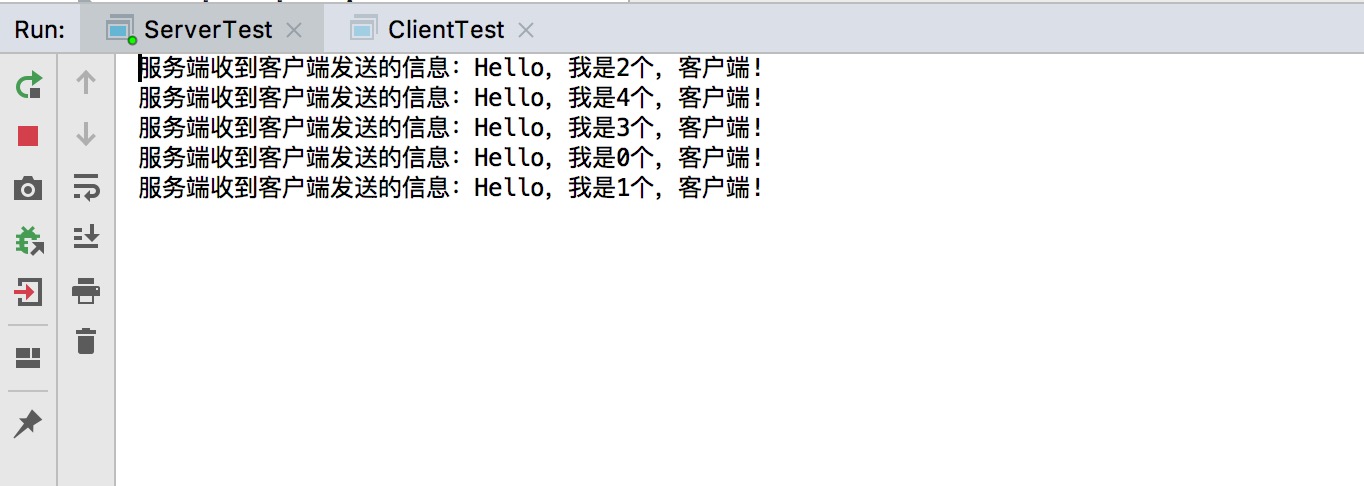 Run: ServerTest ClientTest
服务端收到客户端发送的信息：Hello，我是2个，客户端！
服务端收到客户端发送的信息：Hello，我是4个，客户端！
服务端收到客户端发送的信息：Hello，我是3个，客户端！
服务端收到客户端发送的信息：Hello，我是0个，客户端！
服务端收到客户端发送的信息：Hello，我是1个，客户端！